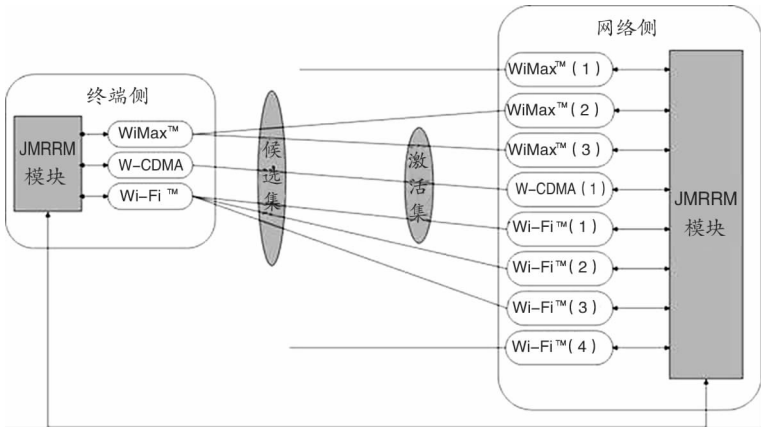 网络侧
WiMax™(1)
终端侧
WiMax™(2)
JMRRM
模块
WiMax™
W-CDMA
Wi-Fi ™
候选集
激活集
WiMax™(3)
W-CDMA(1)
Wi-Fi™(1)
Wi-Fi™(2)
Wi-Fi™(3)
Wi-Fi™(4)
JMRRM
模块